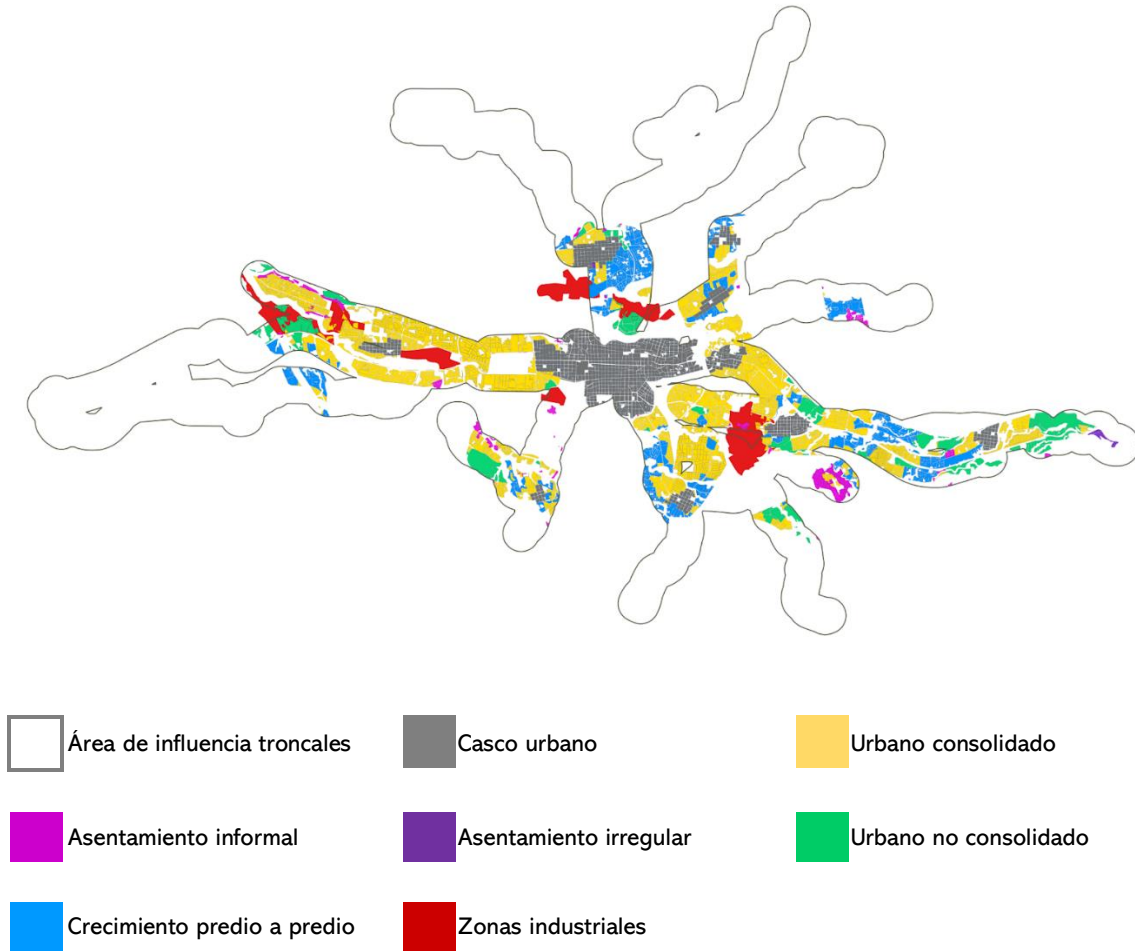 Área de influencia troncales
Casco urbano
Urbano consolidado
Asentamiento informal
Asentamiento irregular
Urbano no consolidado
Crecimiento predio a predio
Zonas industriales